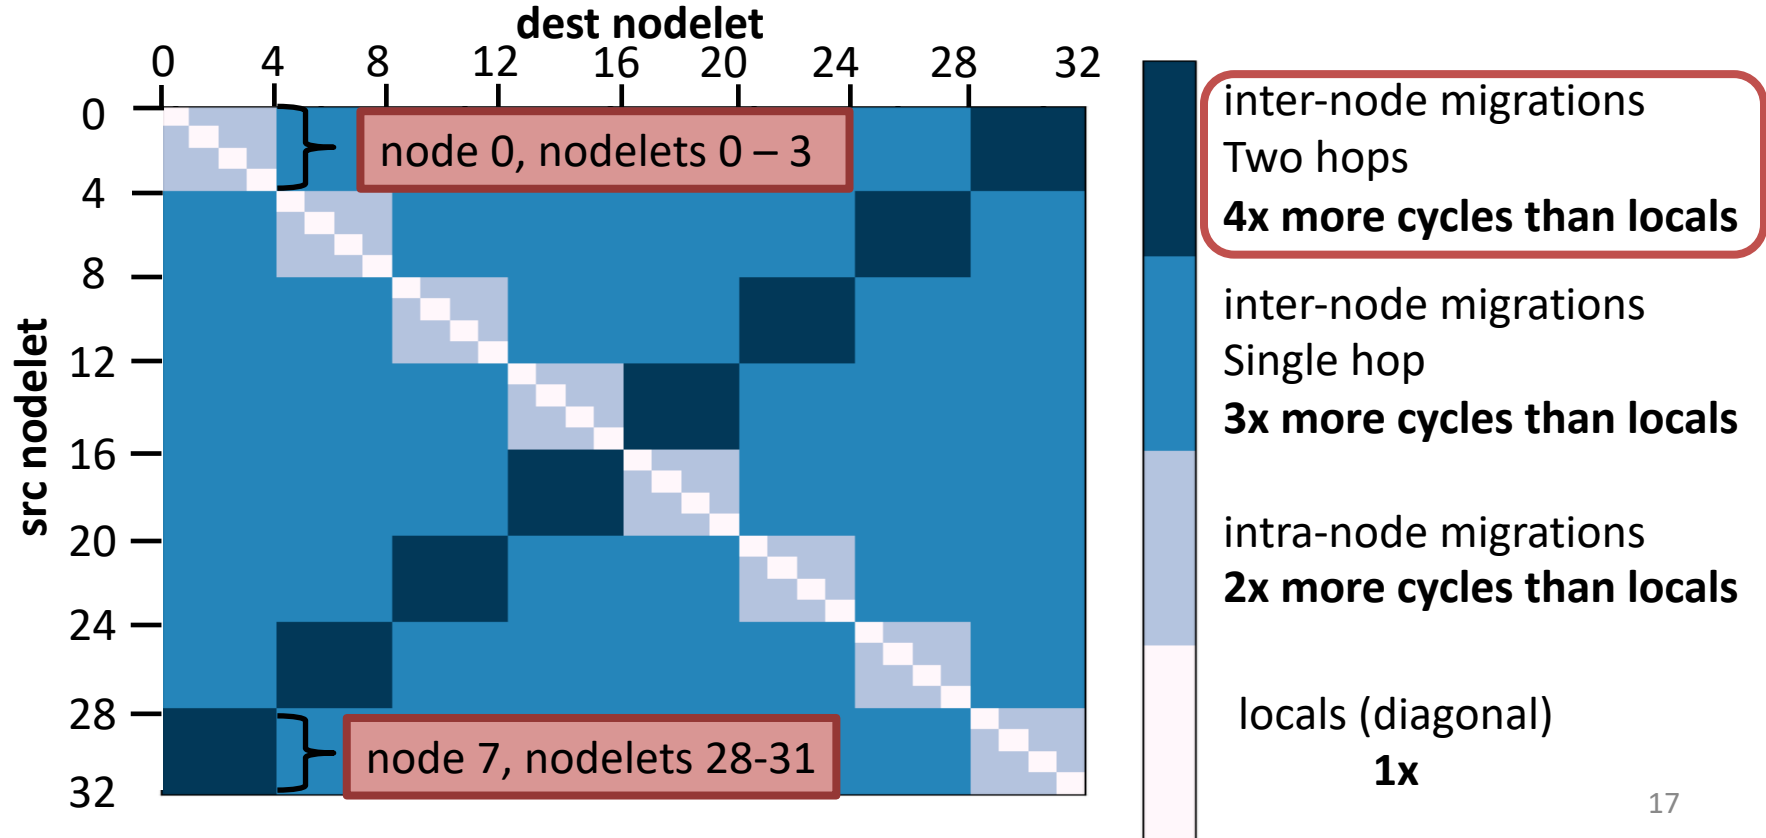 dest nodelet
0 4 8 12 16 20 24 28 32
src nodelet
0
4
8
12
16
20
24
28
32
node 0, nodelets 0 – 3
node 7, nodelets 28-31
inter-node migrations
Two hops
4x more cycles than locals
inter-node migrations
Single hop
3x more cycles than locals
intra-node migrations
2x more cycles than locals
locals (diagonal)
1x
17